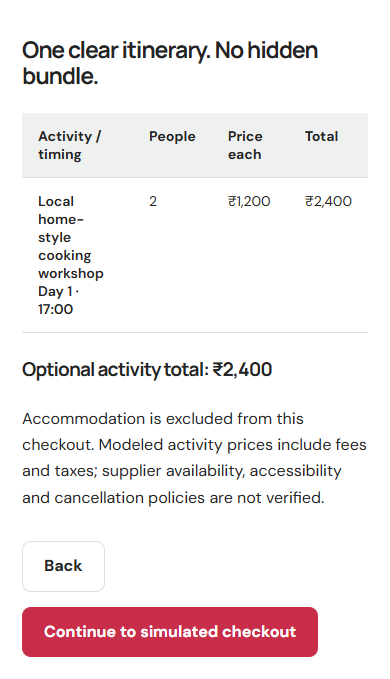 One clear itinerary. No hidden
bundle.
Activity / People Price Total
timing each
Local 2 ₹1,200 ₹2,400
home-
style
cooking
workshop
Day 1 ·
17:00
Optional activity total: ₹2,400
Accommodation is excluded from this
checkout. Modeled activity prices include fees
and taxes; supplier availability, accessibility
and cancellation policies are not verified.
Back
Continue to simulated checkout